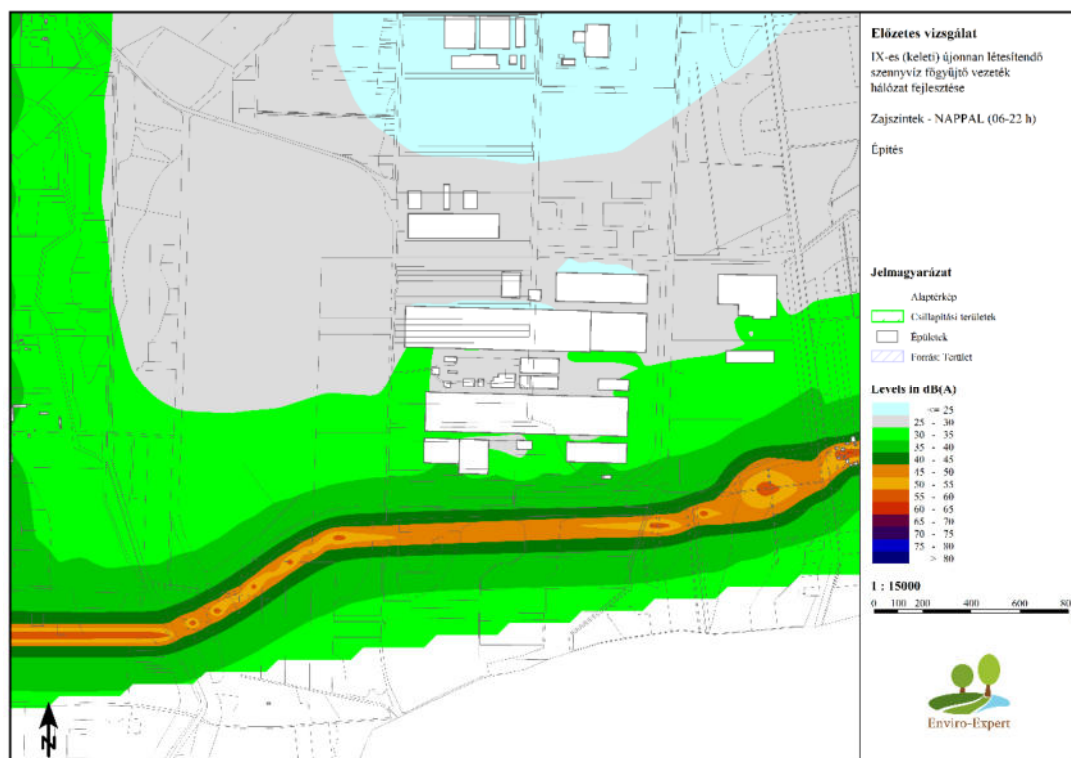 Előzetes vizsgálat
IX-es (keleti) újonnan létesítendő
szennyvíz főgyűjtő vezeték
hálózat fejlesztése
Zajszintek - NAPPAL (06-22 h)
Építés
Jelmagyarázat
Alaptérkép
Csillapítási területek
Épületek
Forrás: Terület
Levels in dB(A)
<= 25
25 - 30
30 - 35
35 - 40
40 - 45
45 - 50
50 - 55
55 - 60
60 - 65
65 - 70
70 - 75
75 - 80
> 80
1 : 15000
0 100 200 400 600 80
N
Enviro-Expert